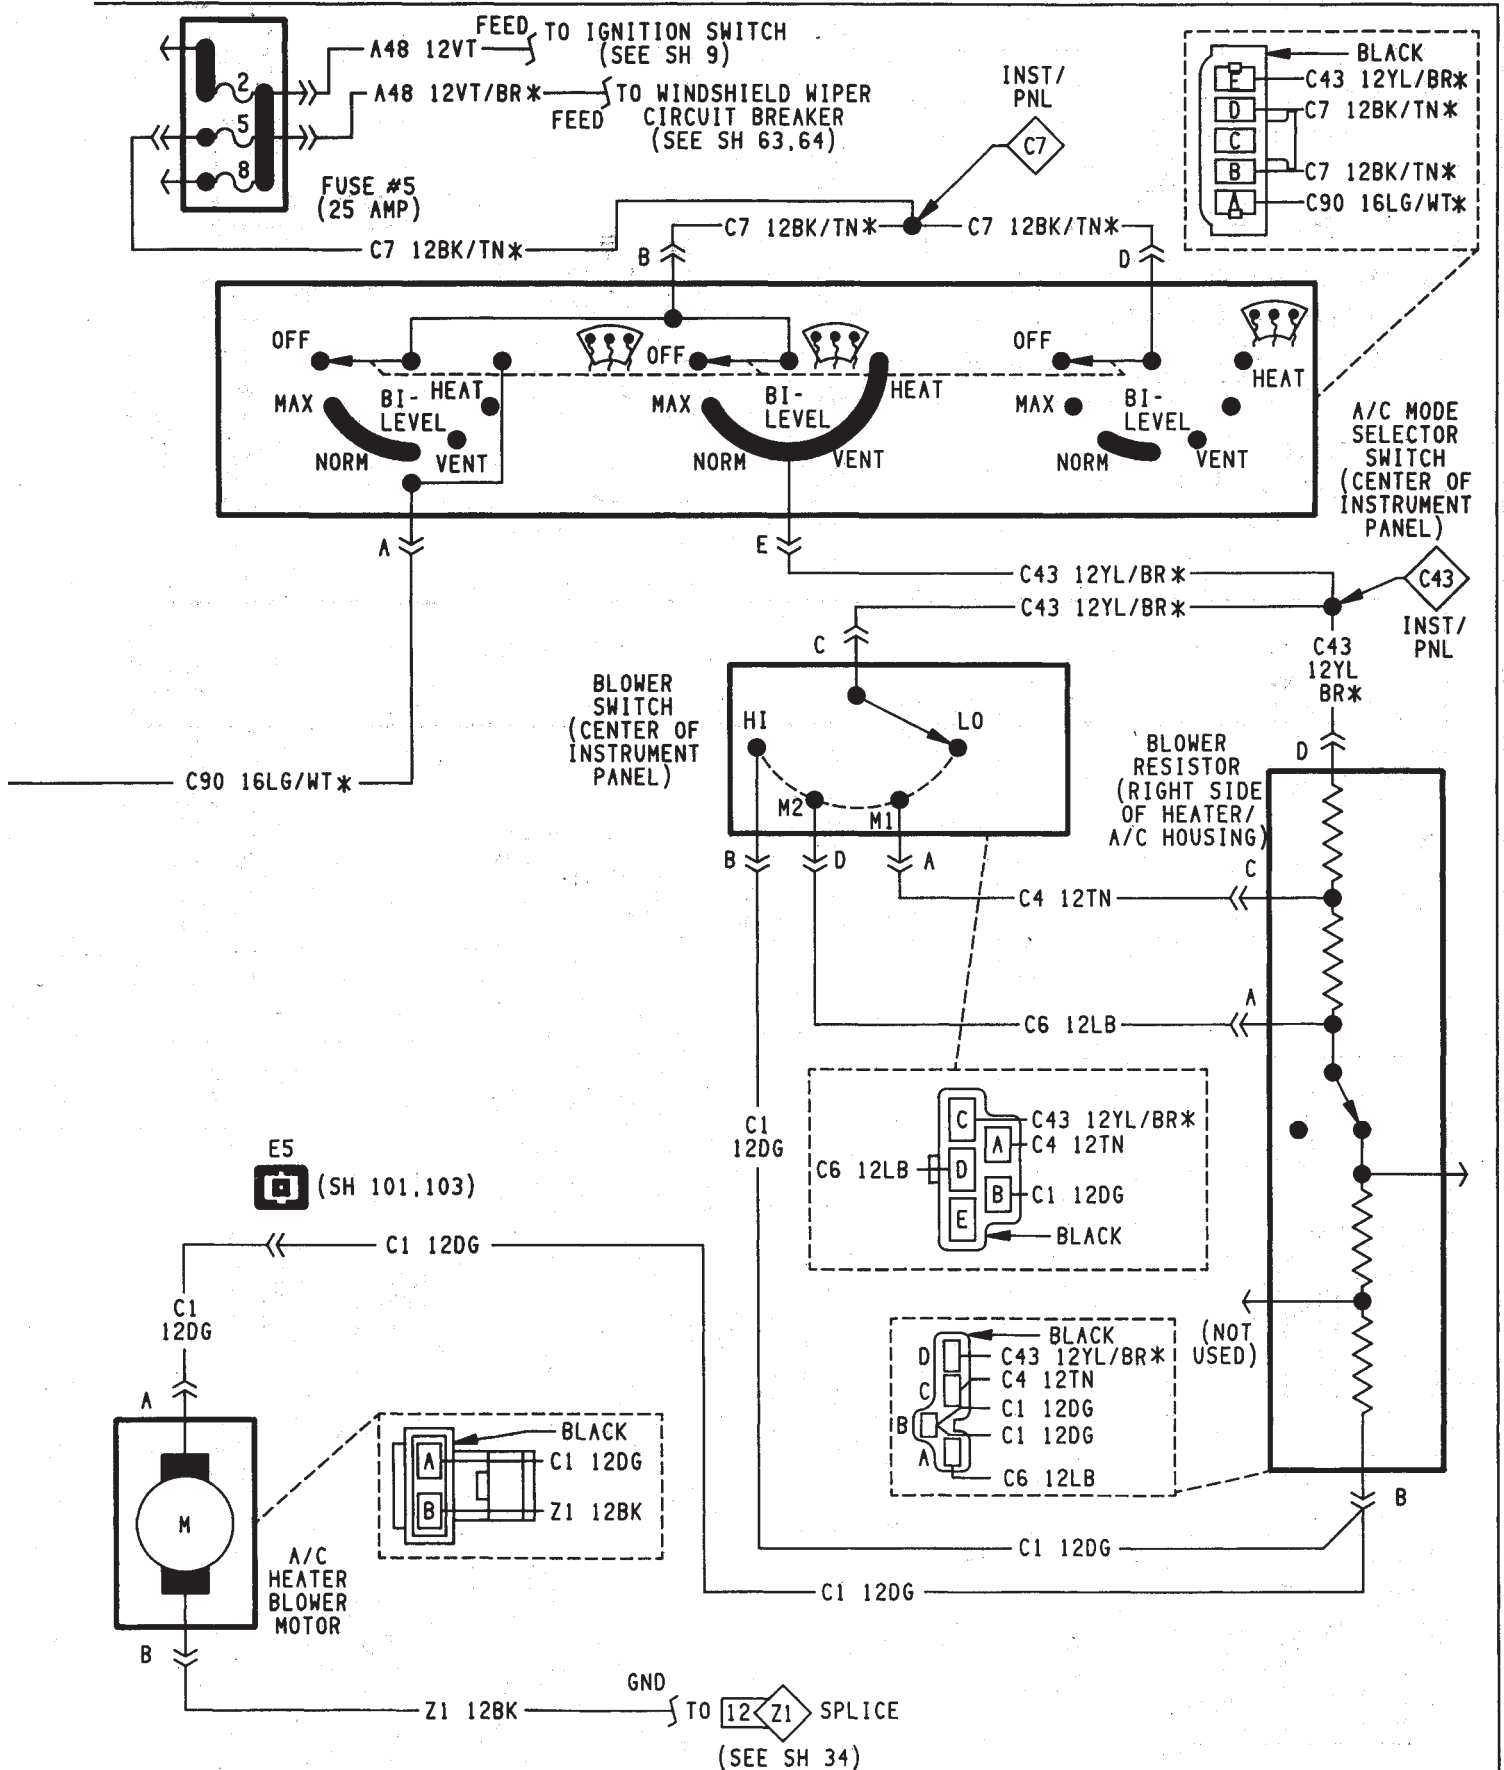 FEED
A48 12VT
TO IGNITION SWITCH
(SEE SH 9)
2
A48 12VT/BR*
FEED
TO WINDSHIELD WIPER
CIRCUIT BREAKER
(SEE SH 63,64)
5
8
FUSE #5
(25 AMP)
INST/
PNL
C7
BLACK
E
C43 12YL/BR*
D
C7 12BK/TN*
C
B
C7 12BK/TN*
A
C90 16LG/WT*
C7 12BK/TN*
C7 12BK/TN*
C7 12BK/TN*
B
D
OFF
MAX
NORM
BI-
LEVEL
HEAT
VENT
OFF
MAX
NORM
BI-
LEVEL
HEAT
VENT
OFF
MAX
NORM
BI-
LEVEL
HEAT
VENT
A/C MODE
SELECTOR
SWITCH
(CENTER OF
INSTRUMENT
PANEL)
A
E
C43 12YL/BR*
C43 12YL/BR*
C43
INST/
PNL
C43
12YL
BR*
C
BLOWER
SWITCH
(CENTER OF
INSTRUMENT
PANEL)
HI
LO
M2
M1
C90 16LG/WT*
D
BLOWER
RESISTOR
(RIGHT SIDE
OF HEATER/
A/C HOUSING)
B
D
A
C
C4 12TN
A
C6 12LB
C1
12DG
C
C43 12YL/BR*
A
C4 12TN
C6 12LB
D
B
C1 12DG
E
BLACK
E5
(SH 101,103)
C1 12DG
C1
12DG
(NOT
USED)
BLACK
D
C43 12YL/BR*
C
C4 12TN
C1 12DG
B
C1 12DG
A
C6 12LB
A
BLACK
A
C1 12DG
B
Z1 12BK
M
A/C
HEATER
BLOWER
MOTOR
B
C1 12DG
C1 12DG
B
GND
Z1 12BK
TO 12 Z1 SPLICE
(SEE SH 34)